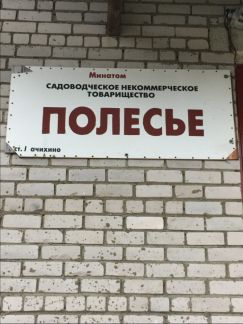 Минатом
САДОВОДЧЕСКОЕ НЕКОММЕРЧЕСКОЕ
ТОВАРИЩЕСТВО
ПОЛЕСЬЕ